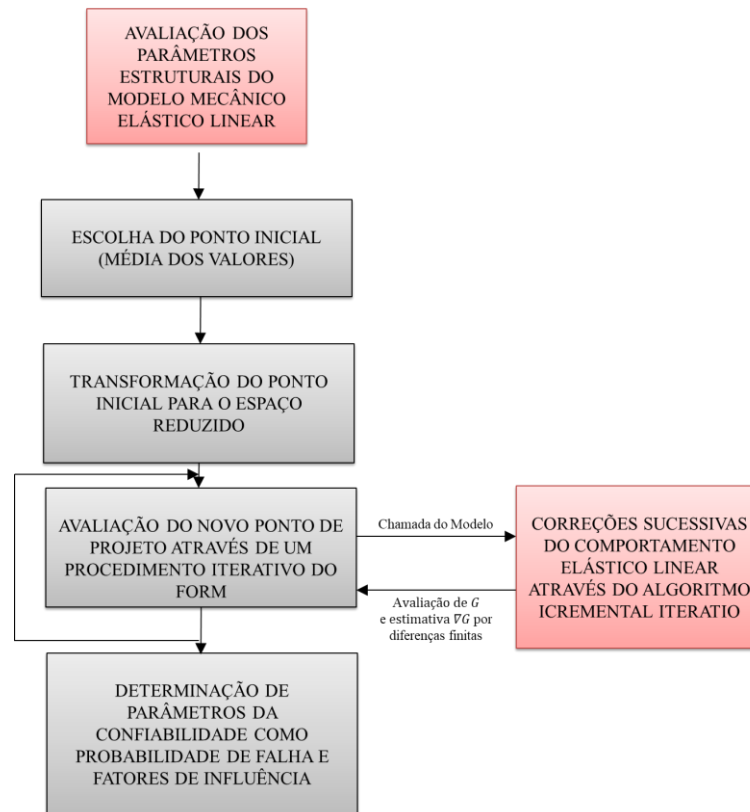 AVALIAÇÃO DOS
PARÂMETROS
ESTRUTURAIS DO
MODELO MECÂNICO
ELÁSTICO LINEAR
ESCOLHA DO PONTO INICIAL
(MÉDIA DOS VALORES)
TRANSFORMAÇÃO DO PONTO
INICIAL PARA O ESPAÇO
REDUZIDO
AVALIAÇÃO DO NOVO PONTO DE
PROJETO ATRAVÉS DE UM
PROCEDIMENTO ITERATIVO DO
FORM
Chamada do Modelo
Avaliação de G
e estimativa ∇G por
diferenças finitas
CORREÇÕES SUCESSIVAS
DO COMPORTAMENTO
ELÁSTICO LINEAR
ATRAVÉS DO ALGORITMO
ICREMENTAL ITERATIO
DETERMINAÇÃO DE
PARÂMETROS DA
CONFIABILIDADE COMO
PROBABILIDADE DE FALHA E
FATORES DE INFLUÊNCIA